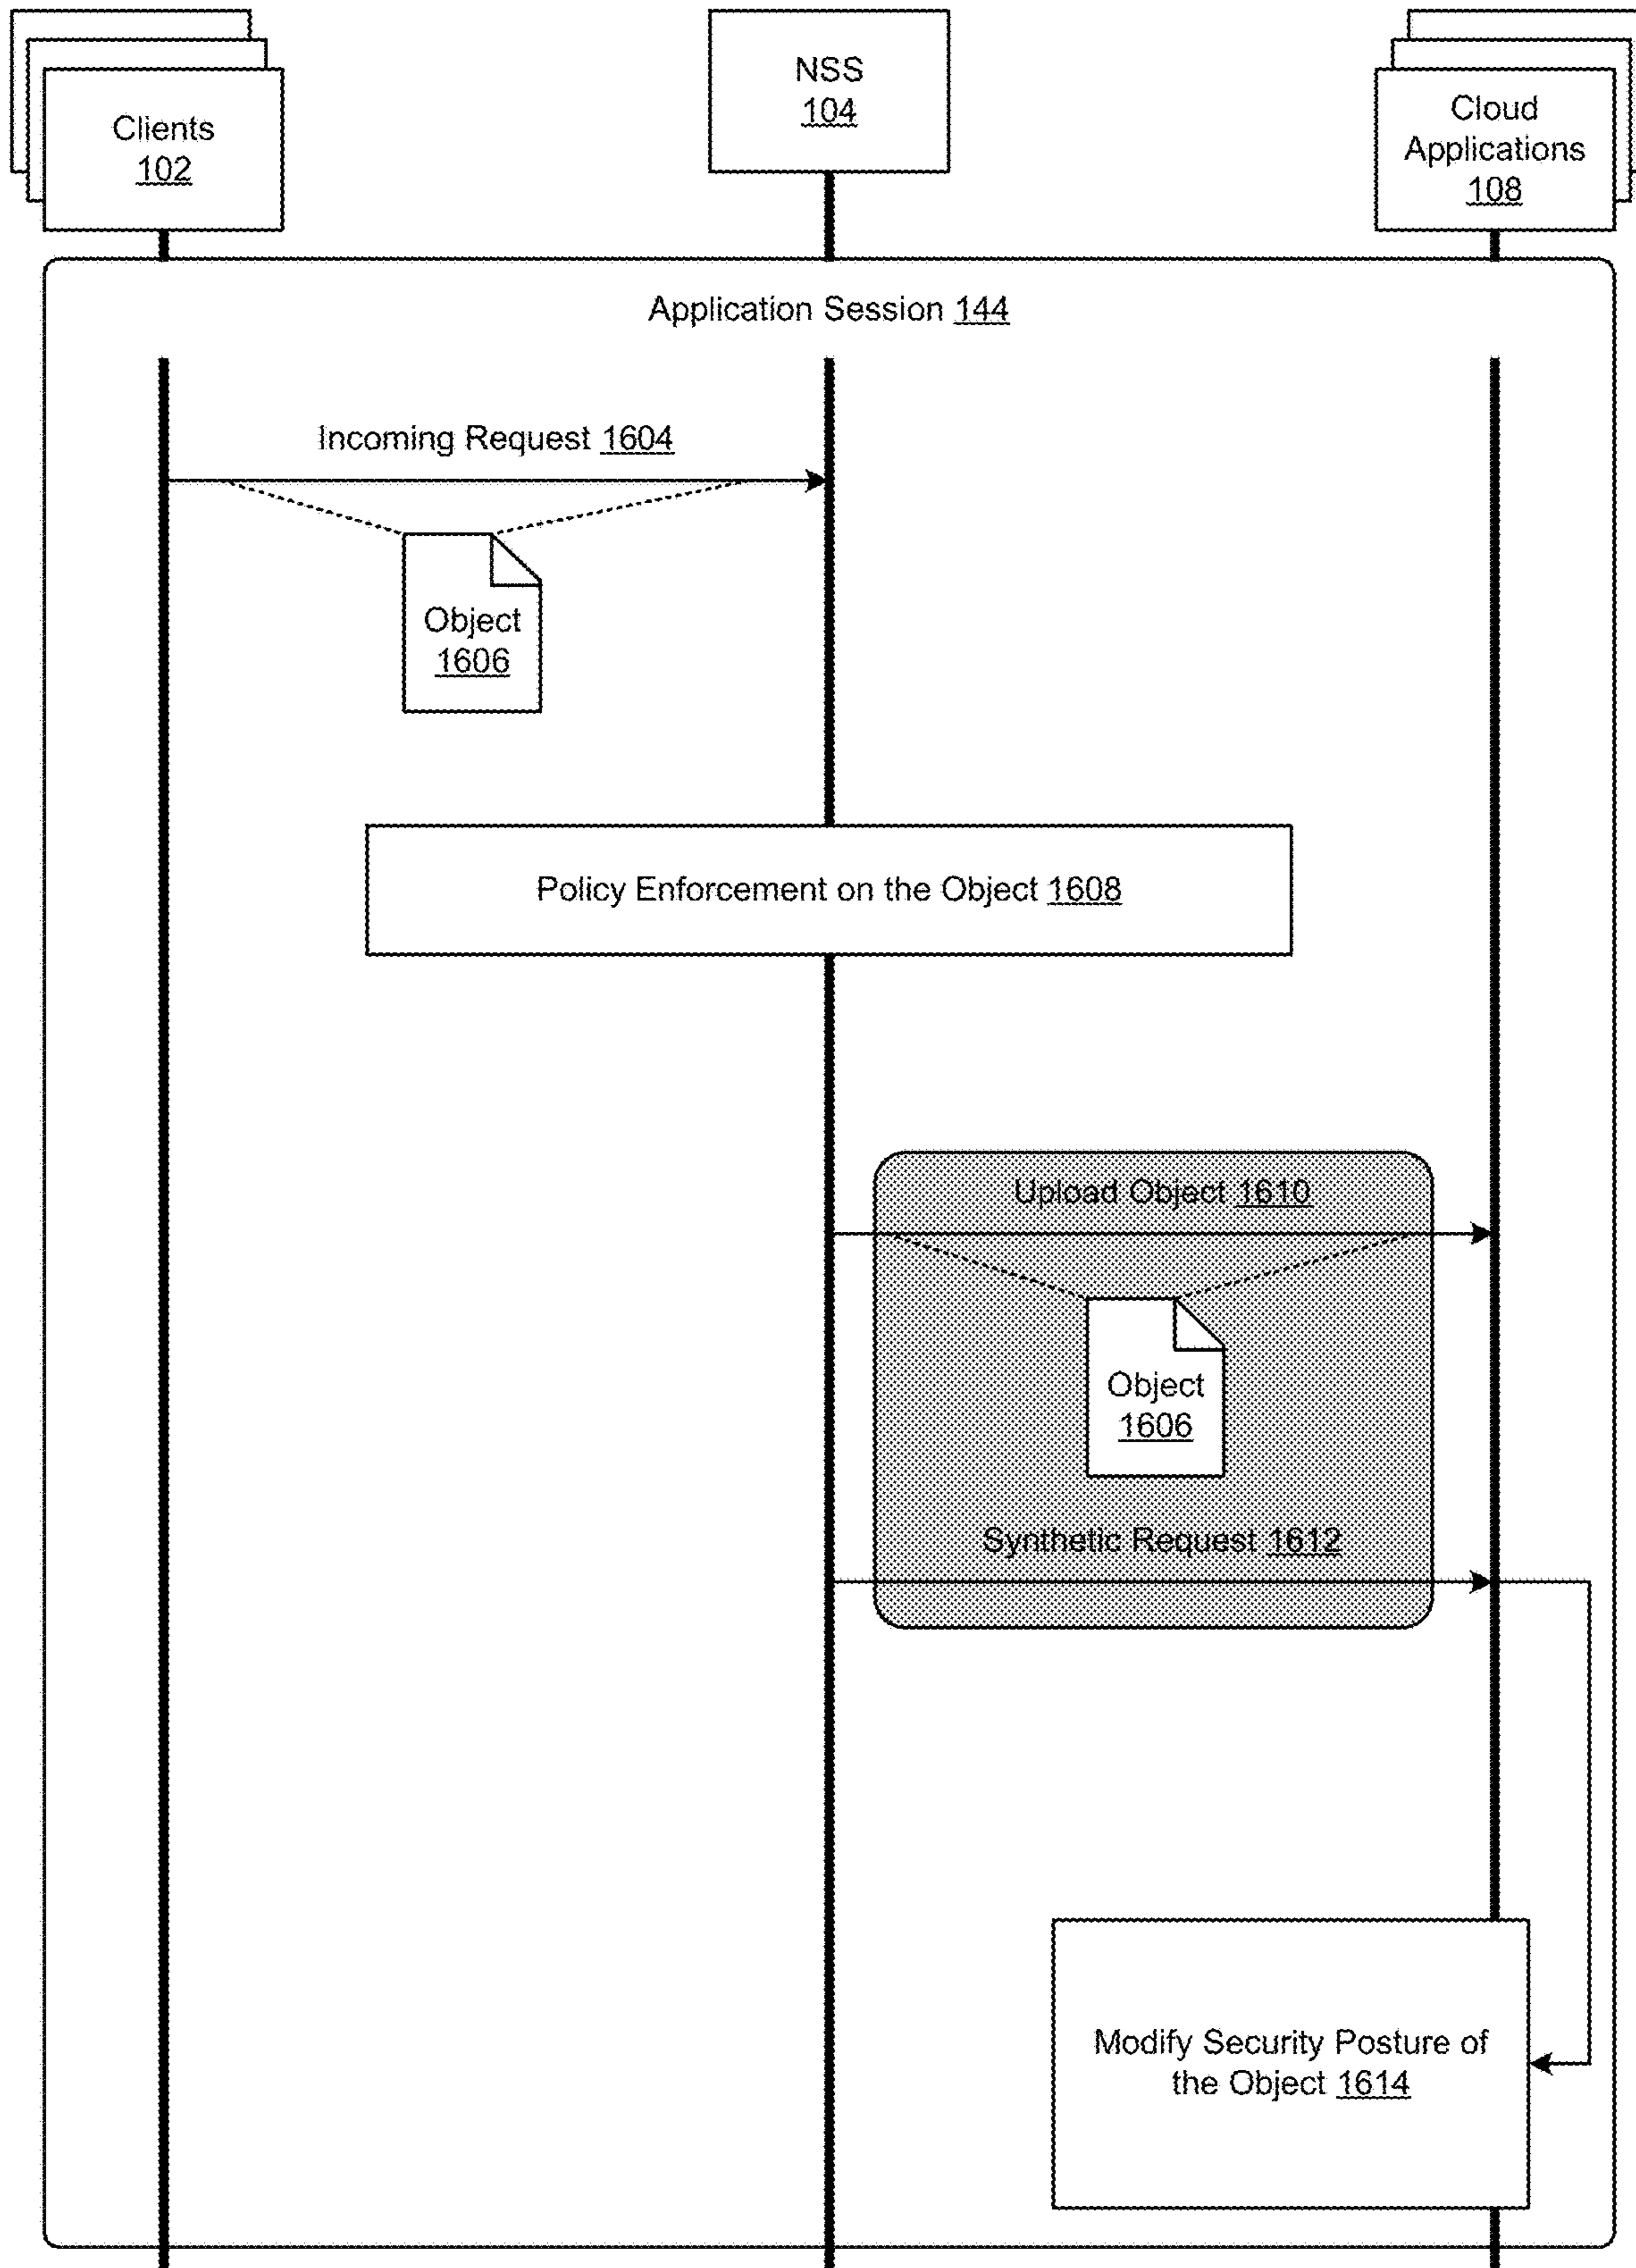 Clients
102
NSS
104
Cloud
Applications
108
Application Session 144
Incoming Request 1604
Object
1606
Policy Enforcement on the Object 1608
Upload Object 1610
Object
1606
Synthetic Request 1612
Modify Security Posture of
the Object 1614